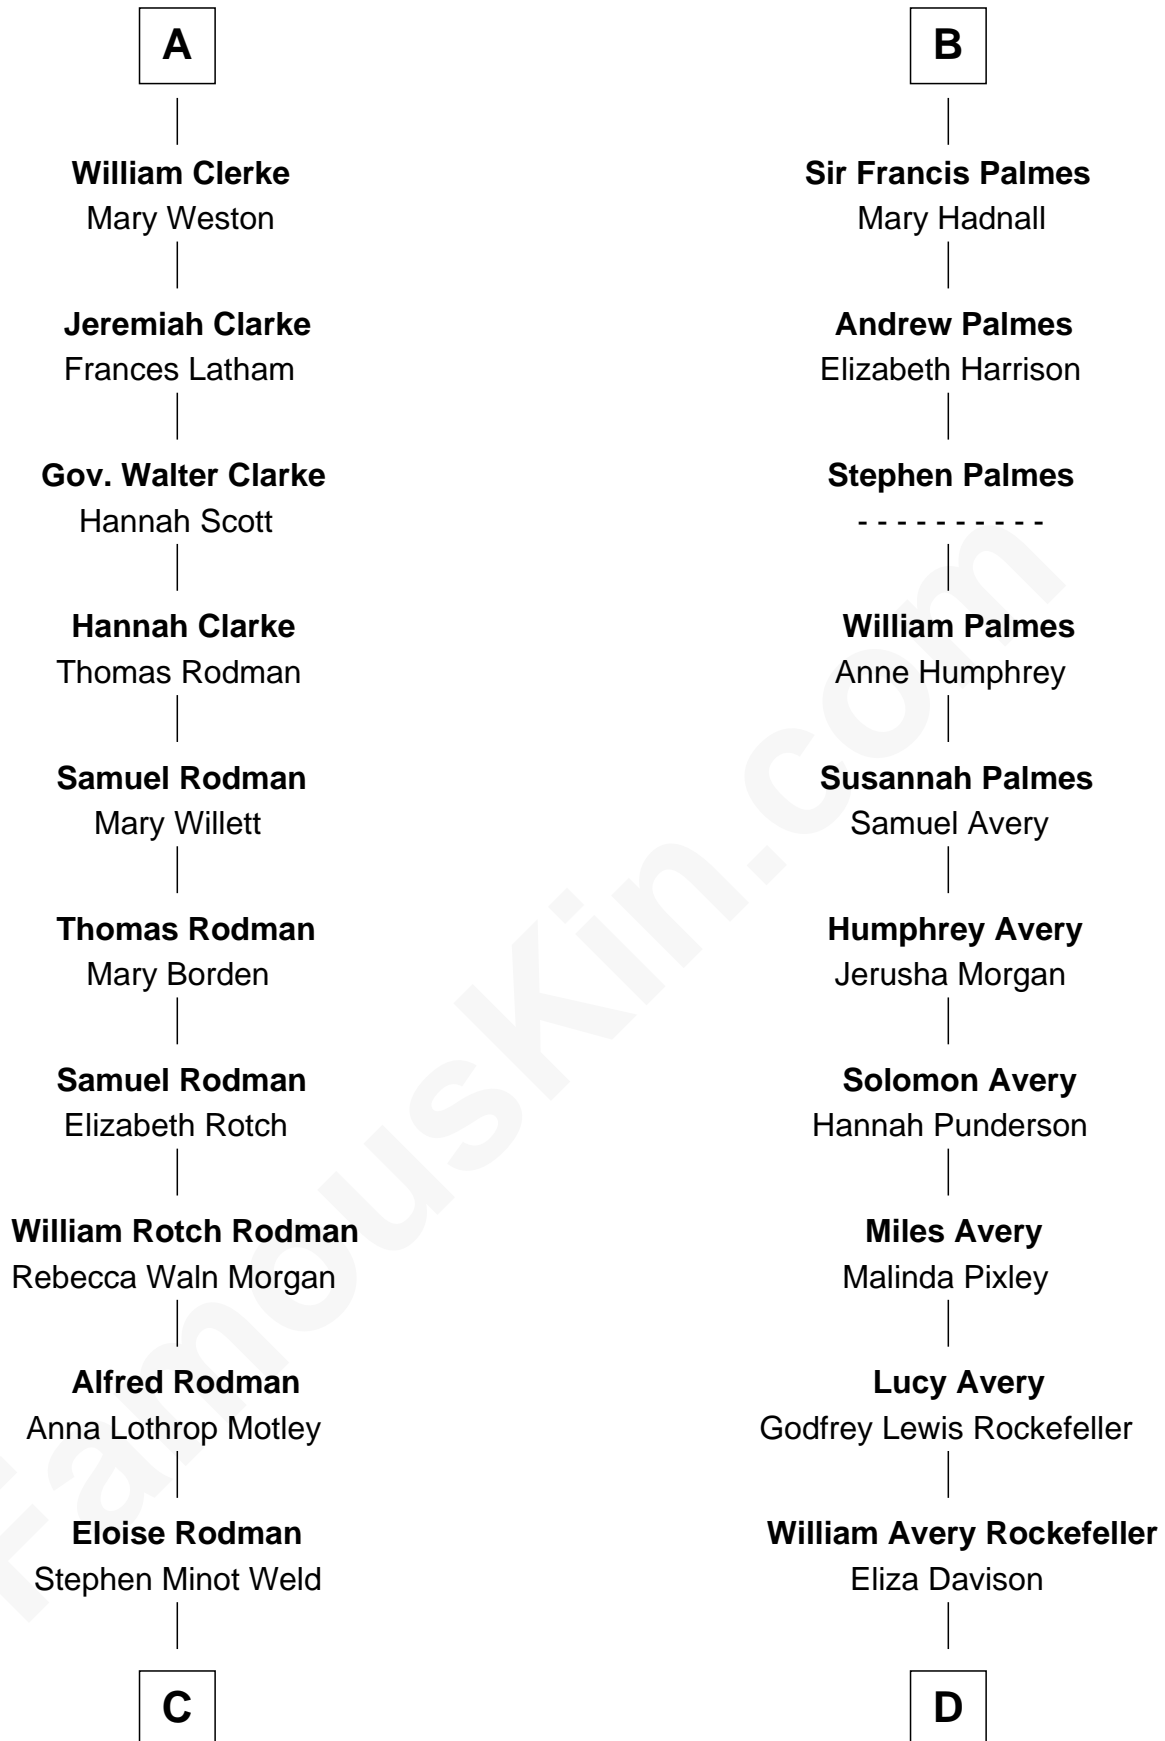 A
William Clerke
Mary Weston
Jeremiah Clarke
Frances Latham
Gov. Walter Clarke
Hannah Scott
Hannah Clarke
Thomas Rodman
Samuel Rodman
Mary Willett
Thomas Rodman
Mary Borden
Samuel Rodman
Elizabeth Rotch
William Rotch Rodman
Rebecca Waln Morgan
Alfred Rodman
Anna Lothrop Motley
Eloise Rodman
Stephen Minot Weld
C
B
Sir Francis Palmes
Mary Hadnall
Andrew Palmes
Elizabeth Harrison
Stephen Palmes
- - - - - - - - - -
William Palmes
Anne Humphrey
Susannah Palmes
Samuel Avery
Humphrey Avery
Jerusha Morgan
Solomon Avery
Hannah Punderson
Miles Avery
Malinda Pixley
Lucy Avery
Godfrey Lewis Rockefeller
William Avery Rockefeller
Eliza Davison
D
FamousKin.com